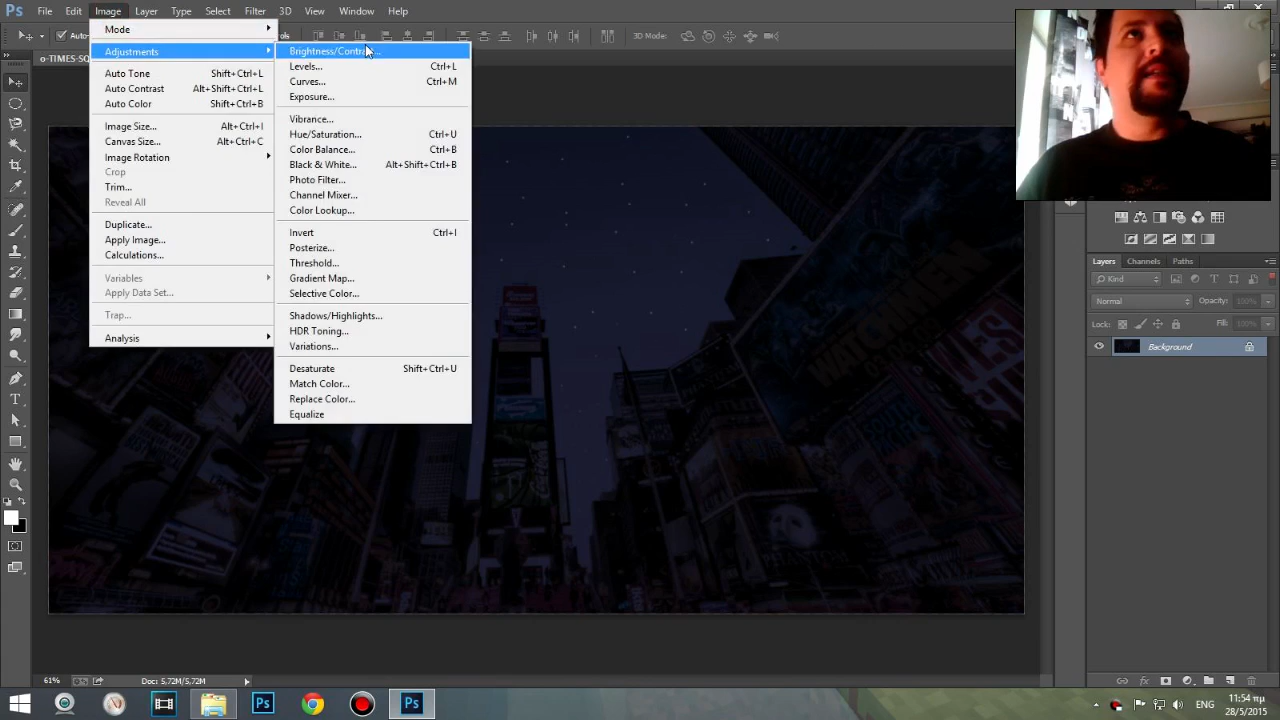 Ps File Edit Image Layer Type Select Filter 3D View Window Help
3D Mode:
Mode
Adjustments
Auto Tone Shift+Ctrl+L
Auto Contrast Alt+Shift+Ctrl+L
Auto Color Shift+Ctrl+B
Image Size... Alt+Ctrl+I
Canvas Size... Alt+Ctrl+C
Image Rotation
Crop
Trim...
Reveal All
Duplicate...
Apply Image...
Calculations...
Variables
Apply Data Set...
Trap...
Analysis
Levels... Ctrl+L
Curves... Ctrl+M
Exposure...
Vibrance...
Hue/Saturation... Ctrl+U
Color Balance... Ctrl+B
Black & White... Alt+Shift+Ctrl+B
Photo Filter...
Channel Mixer...
Color Lookup...
Invert Ctrl+I
Posterize...
Threshold...
Gradient Map...
Selective Color...
Shadows/Highlights...
HDR Toning...
Variations...
Desaturate Shift+Ctrl+U
Match Color...
Replace Color...
Equalize
Layers Channels Paths
Kind
Normal Opacity: 100%
Lock: Fill: 100%
Background
61% Doc: 5,72M/5,72M
Ps Ps ENG 11:54 πμ
28/5/2015